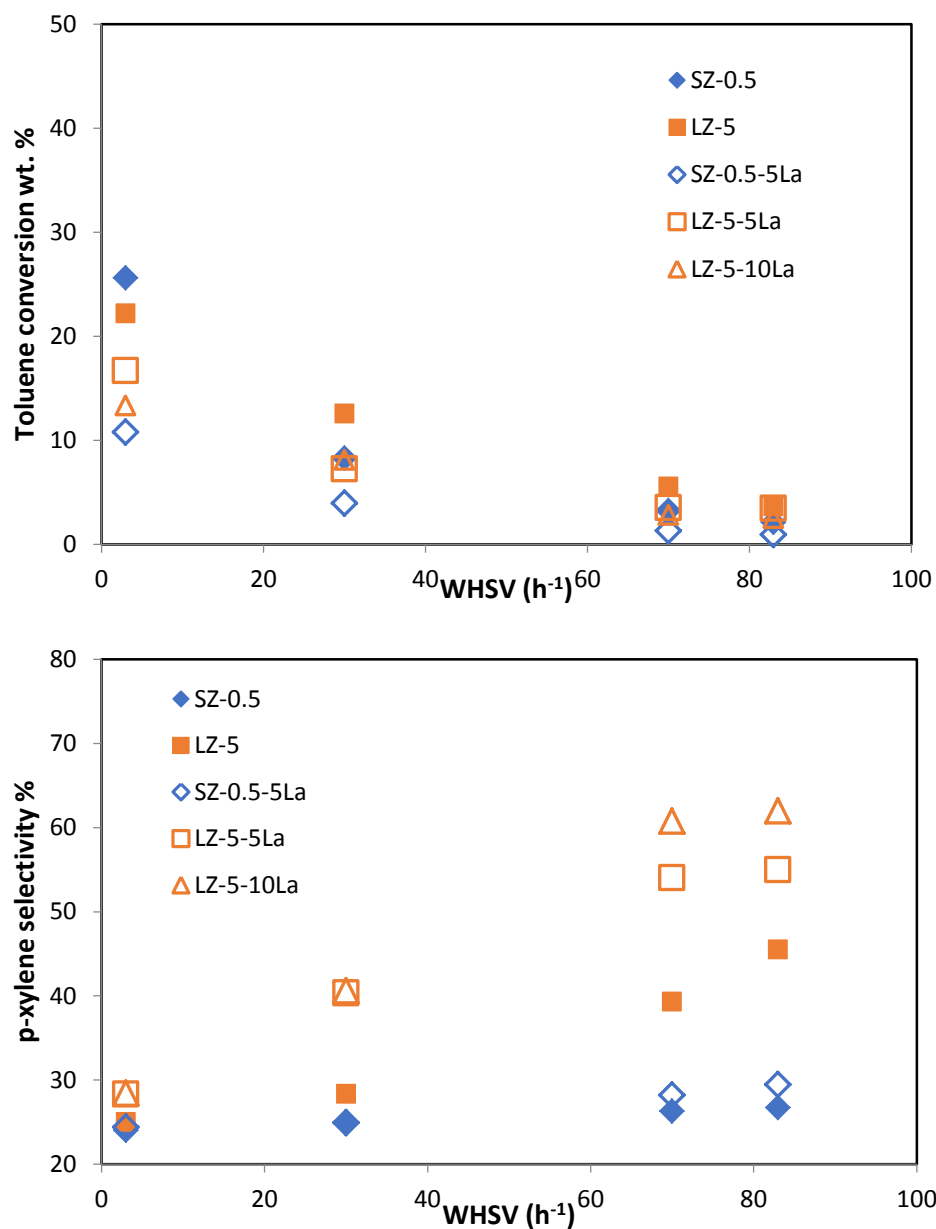 50
SZ-0.5
LZ-5
SZ-0.5-5La
LZ-5-5La
LZ-5-10La
40
30
20
10
0
Toluene conversion wt. %
0 20 40 60 80 100
WHSV (h-1)
80
SZ-0.5
LZ-5
SZ-0.5-5La
LZ-5-5La
LZ-5-10La
70
60
50
40
30
20
p-xylene selectivity %
0 20 40 60 80 100
WHSV (h-1)